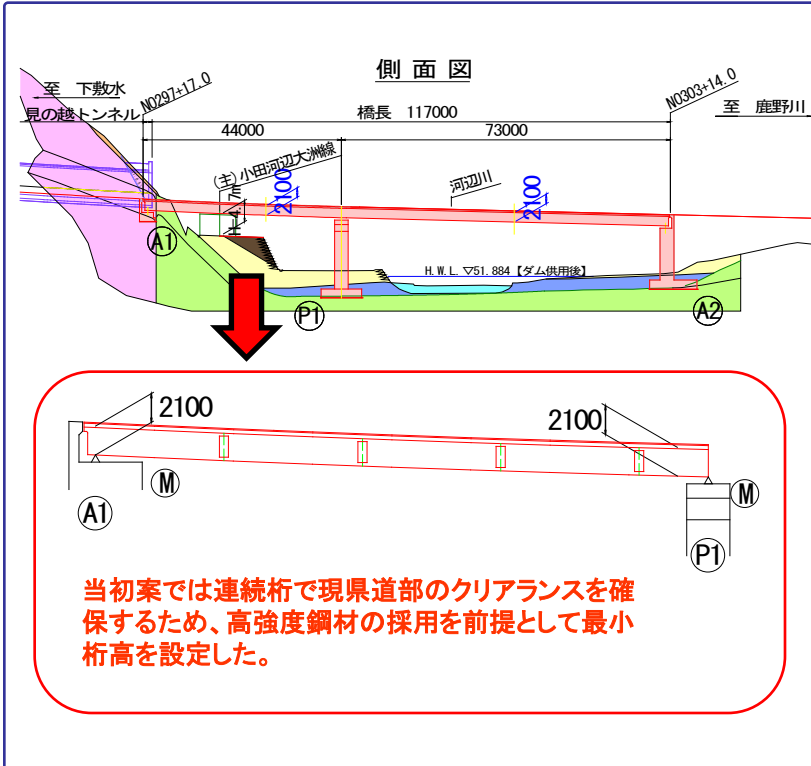 側面図
至 下敷水
NO297+17.0
NO303+14.0
見の越トンネル
橋長 117000
至 鹿野川
44000
73000
(主)小田河辺大洲線
2100
河辺川
2100
H=4.7m
A1
H.W.L. ▽51.884【ダム供用後】
P1
A2
2100
2100
M
M
A1
P1
当初案では連続桁で現県道部のクリアランスを確
保するため、高強度鋼材の採用を前提として最小
桁高を設定した。